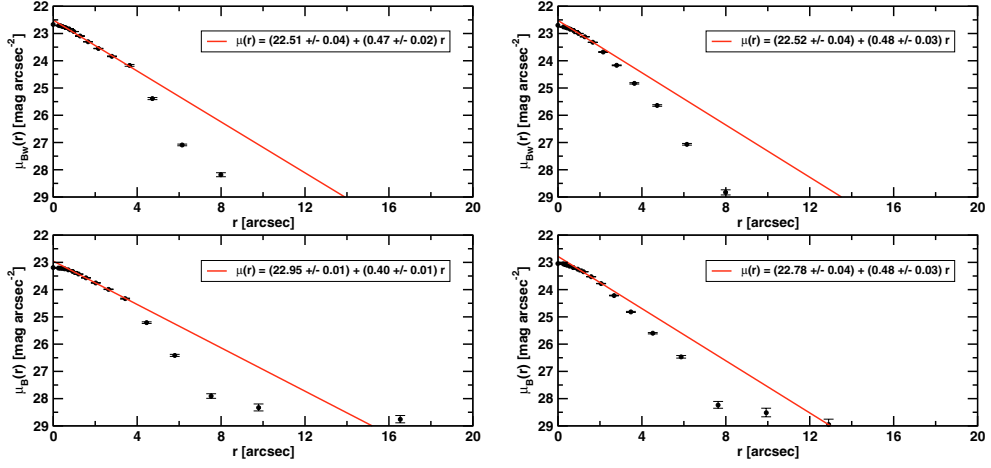 22
23
24
25
26
27
28
29
μBw(r) [mag arcsec-2]
μ(r) = (22.51 +/- 0.04) + (0.47 +/- 0.02) r
0 4 8 12 16 20
r [arcsec]
22
23
24
25
26
27
28
29
μBw(r) [mag arcsec-2]
μ(r) = (22.52 +/- 0.04) + (0.48 +/- 0.03) r
0 4 8 12 16 20
r [arcsec]
22
23
24
25
26
27
28
29
μB(r) [mag arcsec-2]
μ(r) = (22.95 +/- 0.01) + (0.40 +/- 0.01) r
0 4 8 12 16 20
r [arcsec]
22
23
24
25
26
27
28
29
μB(r) [mag arcsec-2]
μ(r) = (22.78 +/- 0.04) + (0.48 +/- 0.03) r
0 4 8 12 16 20
r [arcsec]